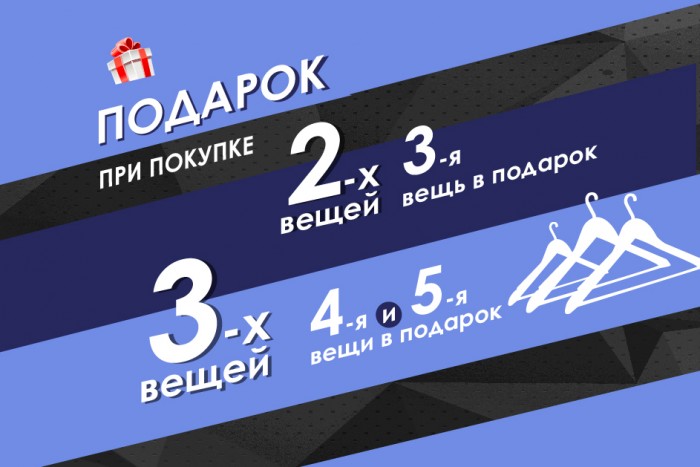 ПОДАРОК
ПРИ ПОКУПКЕ
2-х
вещей
3-я
вещь в подарок
3-х
вещей
4-я и 5-я
вещи в подарок